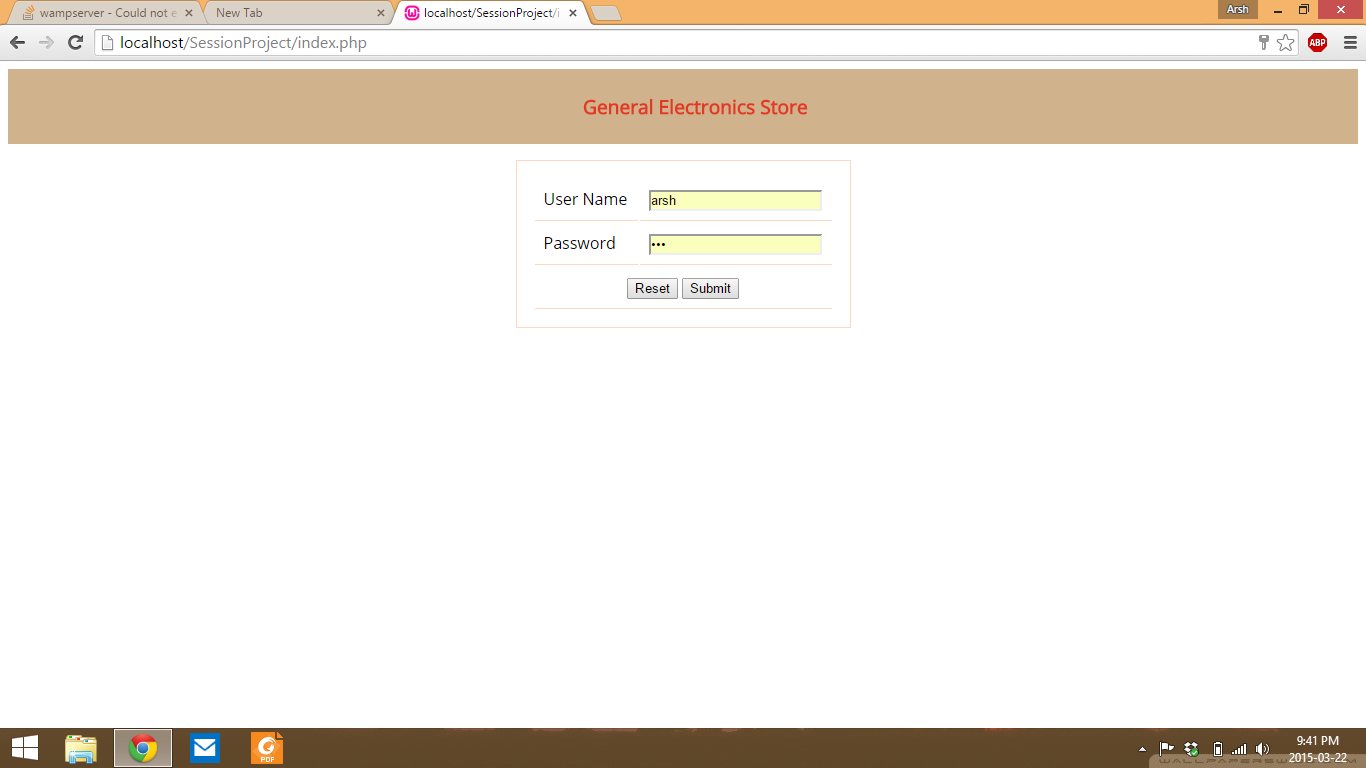 wampserver - Could not e
New Tab
localhost/SessionProject/i
Arsh
localhost/SessionProject/index.php
ABP
General Electronics Store
User Name
arsh
Password
•••
Reset
Submit
PDF
9:41 PM
2015-03-22